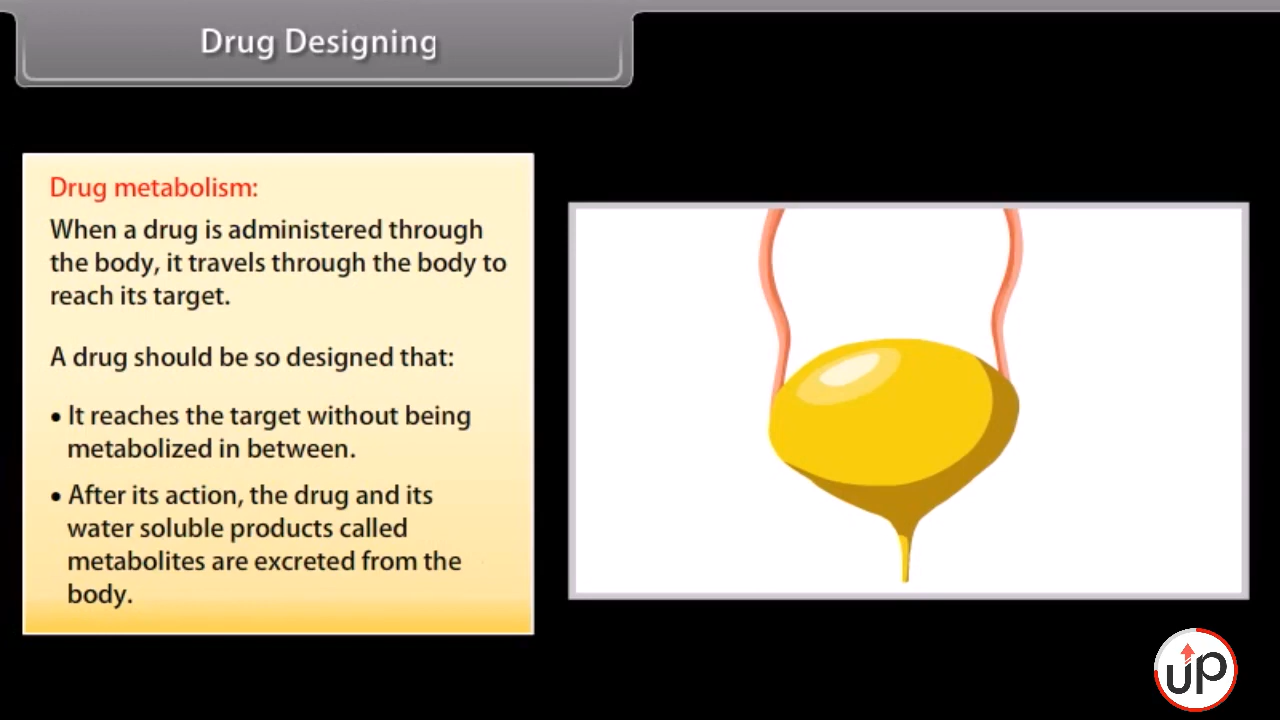 Drug Designing
Drug metabolism:
When a drug is administered through
the body, it travels through the body to
reach its target.
A drug should be so designed that:
• It reaches the target without being
metabolized in between.
• After its action, the drug and its
water soluble products called
metabolites are excreted from the
body.
UP